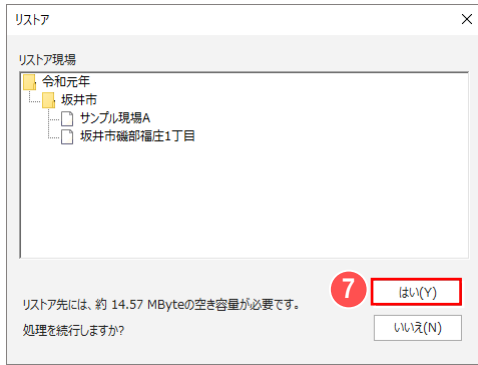 リストア
リストア現場
令和元年
坂井市
サンプル現場A
坂井市磯部福庄1丁目
7
はい(Y)
リストア先には、約 14.57 MByteの空き容量が必要です。
処理を続行しますか?
いいえ(N)